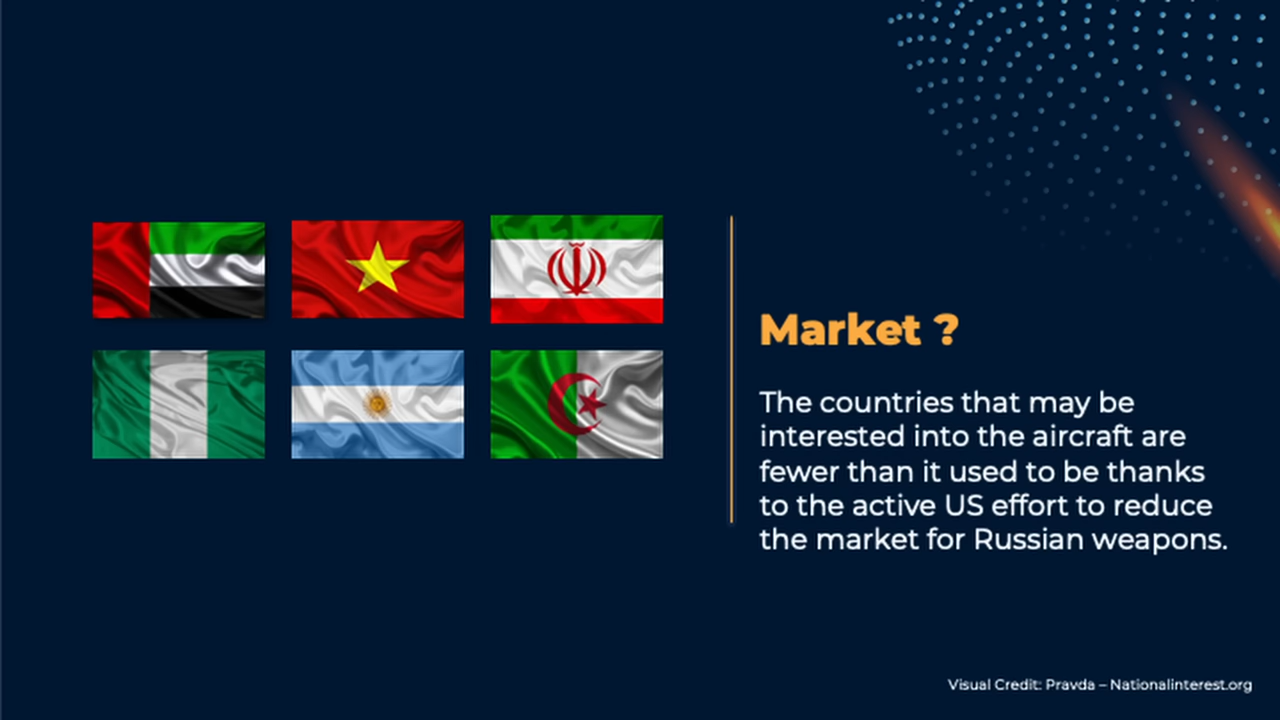 Market ?
The countries that may be
interested into the aircraft are
fewer than it used to be thanks
to the active US effort to reduce
the market for Russian weapons.
Visual Credit: Pravda – Nationalinterest.org